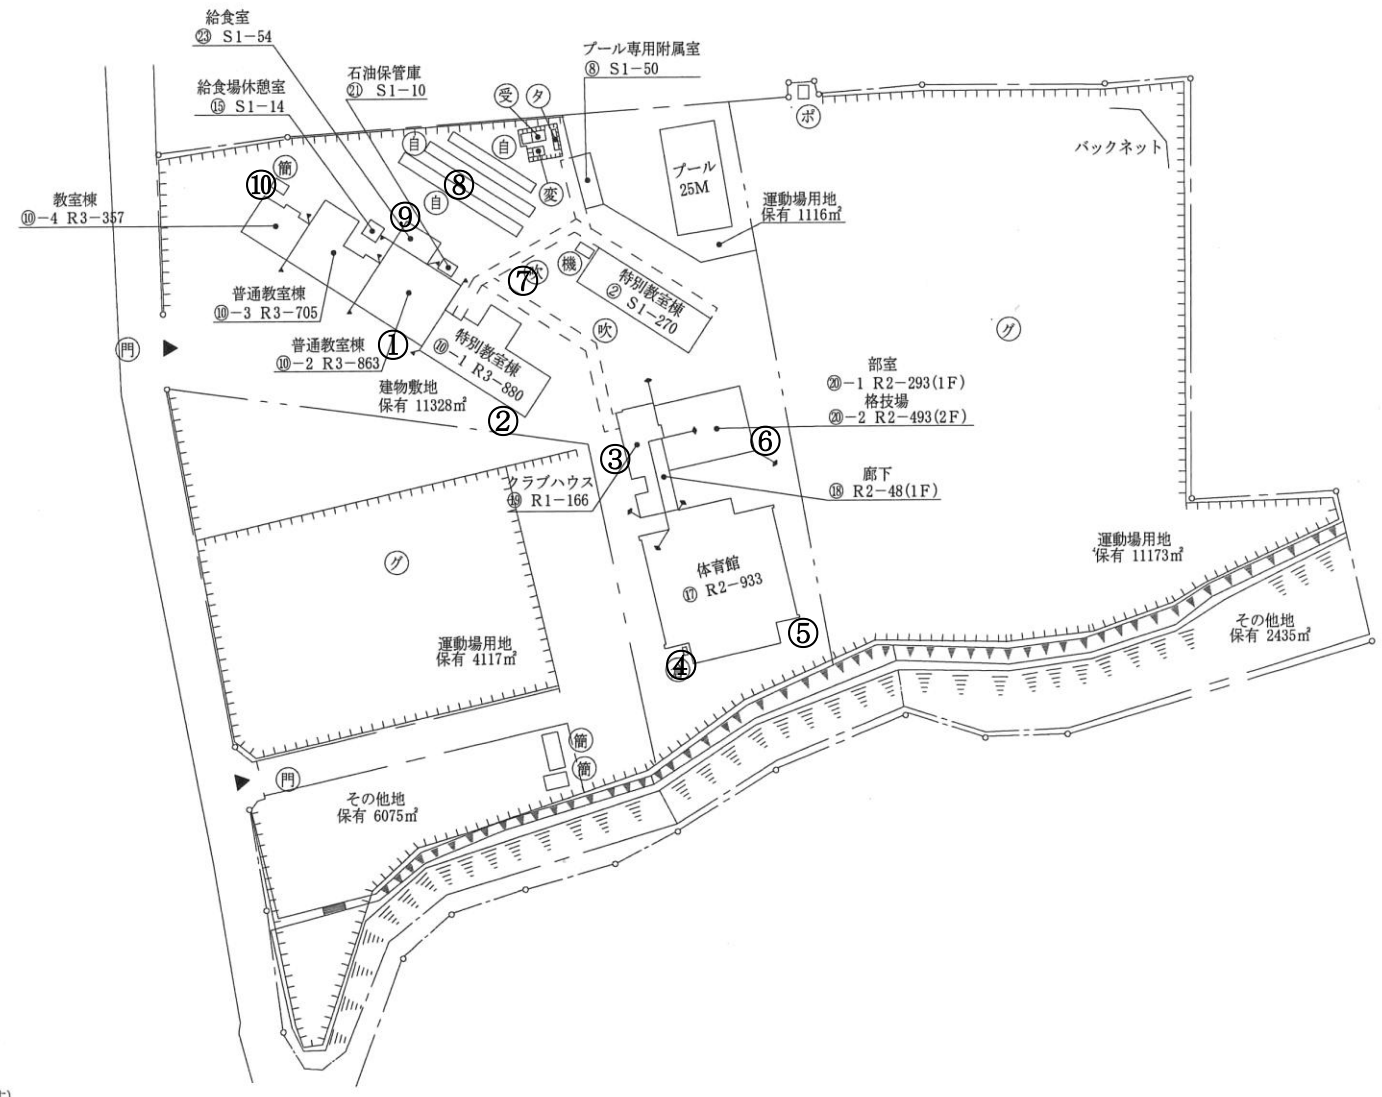 給食室
㉓ S1-54
石油保管庫
㉑ S1-10
給食場休憩室
⑮ S1-14
プール専用附属室
⑧ S1-50
受
タ
変
ポ
バックネット
自
自
自
⑧
プール
25M
運動場用地
保有 1116㎡
簡
⑩
⑨
教室棟
⑩-4 R3-357
普通教室棟
⑩-3 R3-705
⑦
吹
機
特別教室棟
② S1-270
吹
グ
門
①
普通教室棟
⑩-2 R3-863
特別教室棟
⑩-1 R3-880
②
建物敷地
保有 11328㎡
部室
⑳-1 R2-293(1F)
格技場
⑳-2 R2-493(2F)
③
⑥
クラブハウス
⑲ R1-166
廊下
⑱ R2-48(1F)
グ
体育館
⑰ R2-933
④
⑤
運動場用地
保有 11173㎡
その他地
保有 2435㎡
運動場用地
保有 4117㎡
簡
簡
門
その他地
保有 6075㎡